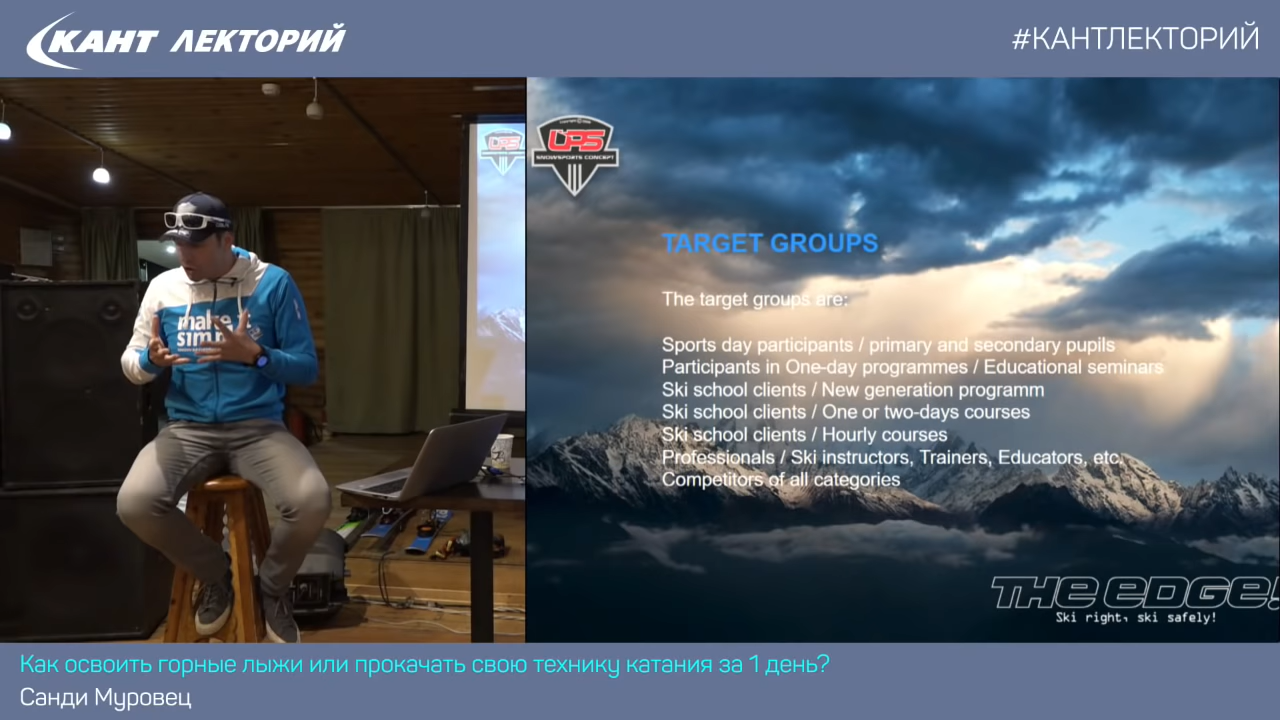 КАНТ ЛЕКТОРИЙ
#КАНТЛЕКТОРИЙ
UPS
SNOWSPORTS CONCEPT
UPS
make
TARGET GROUPS
The target groups are:
Sports day participants / primary and secondary pupils
Participants in One-day programmes / Educational seminars
Ski school clients / New generation programm
Ski school clients / One or two-days courses
Ski school clients / Hourly courses
Professionals / Ski instructors, Trainers, Educators, etc.
Competitors of all categories
THE EDGE!
Ski right, ski safely!
Как освоить горные лыжи или прокачать свою технику катания за 1 день?
Санди Муровец